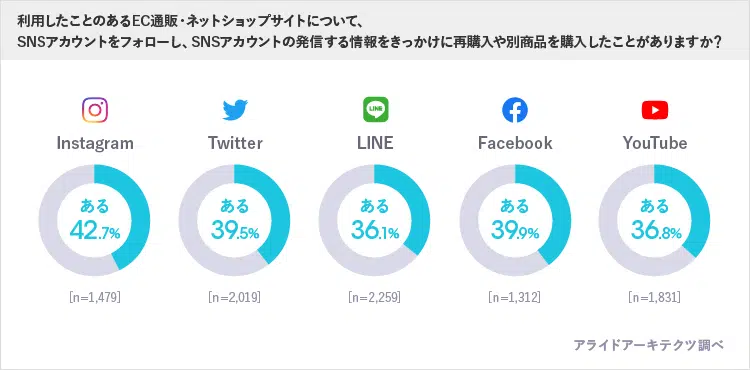 利用したことのあるEC通販・ネットショップサイトについて、
SNSアカウントをフォローし、SNSアカウントの発信する情報をきっかけに再購入や別商品を購入したことがありますか？
Instagram
Twitter
LINE
LINE
Facebook
YouTube
ある
42.7%
ある
39.5%
ある
36.1%
ある
39.9%
ある
36.8%
[n=1,479]
[n=2,019]
[n=2,259]
[n=1,312]
[n=1,831]
アライドアーキテクツ調べ